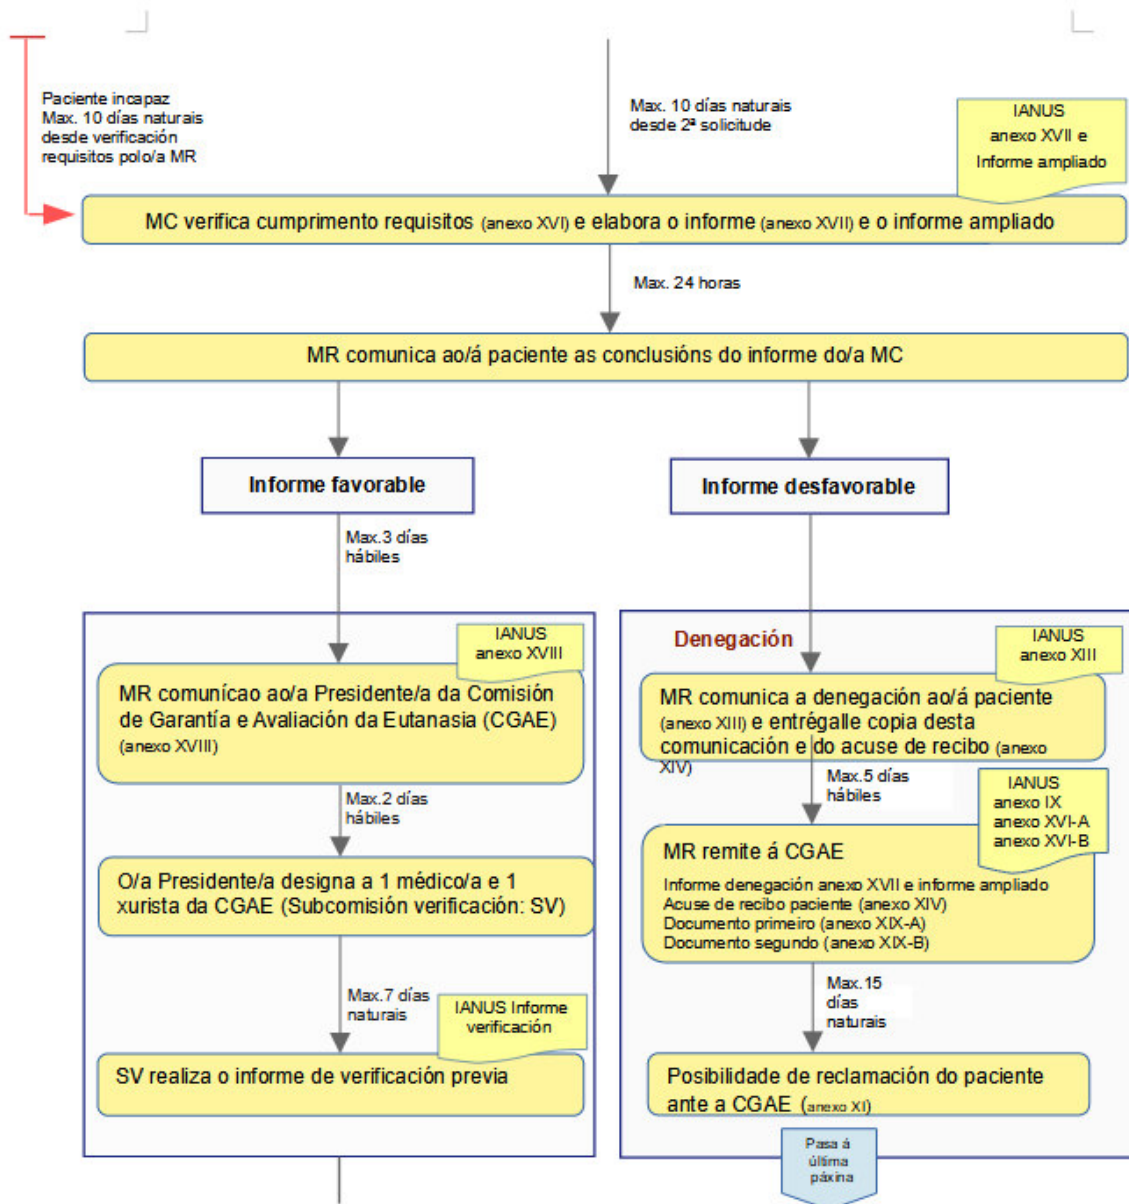 Paciente incapaz
Max. 10 días naturais
desde verificación
requisitos polo/a MR
Max. 10 días naturais
desde 2ª solicitude
IANUS
anexo XVII e
Informe ampliado
MC verifica cumprimento requisitos (anexo XVI) e elabora o informe (anexo XVII) e o informe ampliado
Max. 24 horas
MR comunica ao/á paciente as conclusións do informe do/a MC
Informe favorable
Informe desfavorable
Max.3 días
hábiles
IANUS
anexo XVIII
MR comunícao ao/a Presidente/a da Comisión
de Garantía e Avaliación da Eutanasia (CGAE)
(anexo XVIII)
Max.2 días
hábiles
O/a Presidente/a designa a 1 médico/a e 1
xurista da CGAE (Subcomisión verificación: SV)
Max.7 días
naturais
IANUS Informe
verificación
SV realiza o informe de verificación previa
Denegación
IANUS
anexo XIII
MR comunica a denegación ao/á paciente
(anexo XIII) e entrégalle copia desta
comunicación e do acuse de recibo (anexo
XIV)
Max.5 días
hábiles
IANUS
anexo IX
anexo XVI-A
anexo XVI-B
MR remite á CGAE
Informe denegación anexo XVII e informe ampliado
Acuse de recibo paciente (anexo XIV)
Documento primeiro (anexo XIX-A)
Documento segundo (anexo XIX-B)
Max.15
días
naturais
Posibilidade de reclamación do paciente
ante a CGAE (anexo XI)
Pasa á
última
páxina